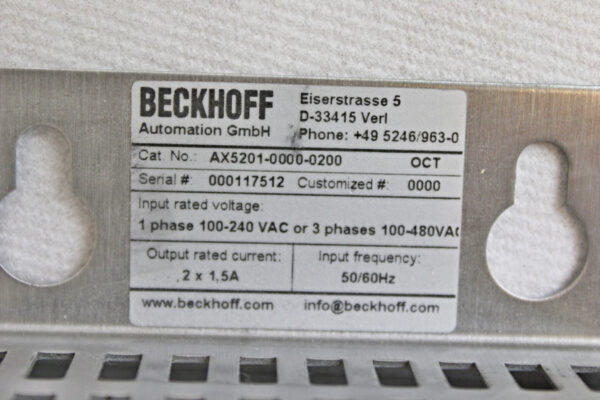 BECKHOFF
Automation GmbH
Eiserstrasse 5
D-33415 Verl
Phone: +49 5246/963-0
Cat. No.: AX5201-0000-0200 OCT
Serial #: 000117512 Customized #: 0000
Input rated voltage:
1 phase 100-240 VAC or 3 phases 100-480VAC
Output rated current:
2 x 1,5A
Input frequency:
50/60Hz
www.beckhoff.com info@beckhoff.com